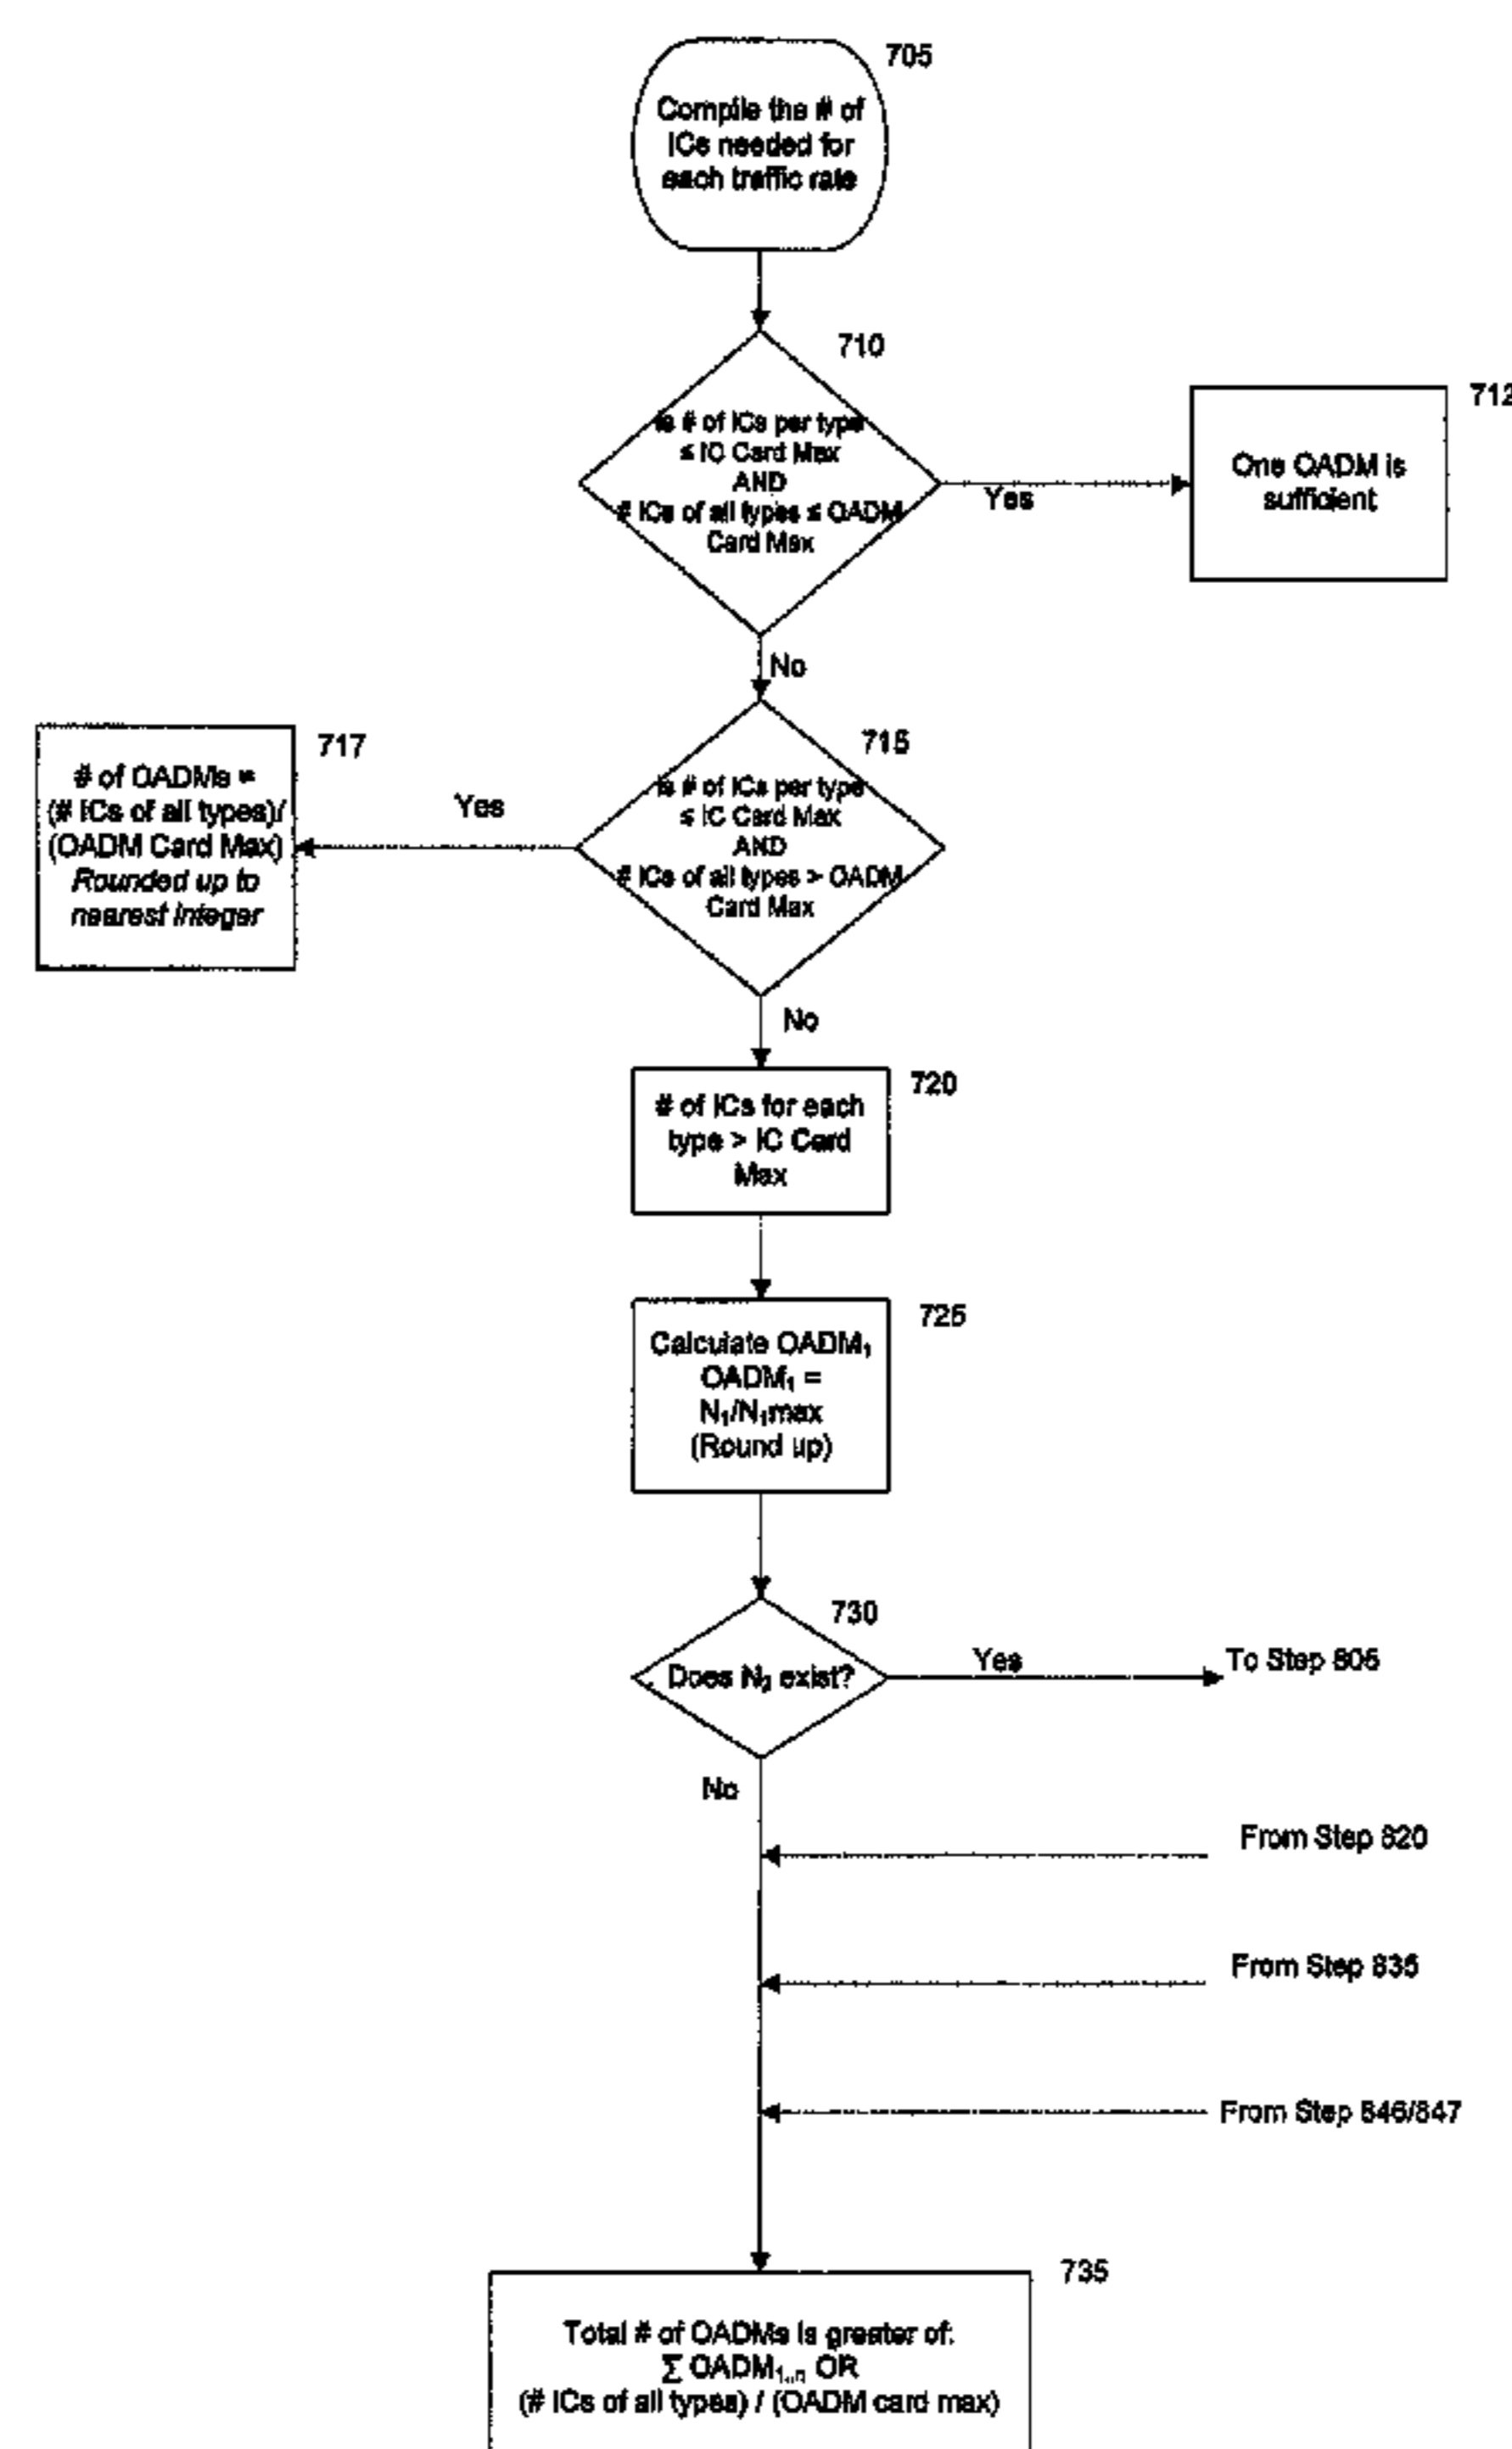 705
Compile the # of
ICs needed for
each traffic rate
710
Is # of ICs per type
≤ IC Card Max
AND
# ICs of all types ≤ OADM
Card Max
Yes
712
One OADM is
sufficient
No
715
Is # of ICs per type
≤ IC Card Max
AND
# ICs of all types > OADM
Card Max
Yes
717
# of OADMs =
(# ICs of all types)/
(OADM Card Max)
Rounded up to
nearest integer
No
720
# of ICs for each
type > IC Card
Max
725
Calculate OADM₁
OADM₁ =
N₁/N₁max
(Round up)
730
Does N₂ exist?
Yes
To Step 805
No
From Step 820
From Step 835
From Step 846/847
735
Total # of OADMs is greater of:
∑ OADM₁..ₙ OR
(# ICs of all types) / (OADM card max)